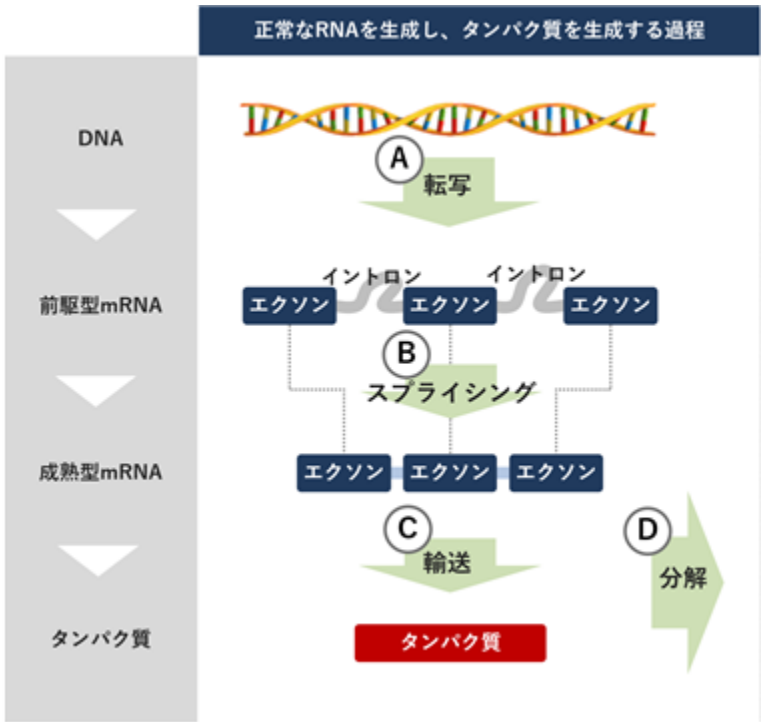 正常なRNAを生成し、タンパク質を生成する過程
DNA
A
転写
イントロン
イントロン
前駆型mRNA
エクソン
エクソン
エクソン
B
スプライシング
成熟型mRNA
エクソン
エクソン
エクソン
C
輸送
D
分解
タンパク質
タンパク質